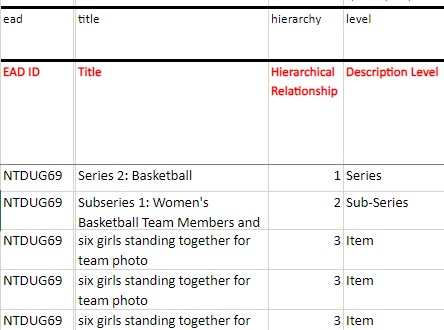 ead title hierarchy level
EAD ID Title Hierarchical Description Level
Relationship
NTDUG69 Series 2: Basketball 1 Series
NTDUG69 Subseries 1: Women's 2 Sub-Series
Basketball Team Members and
NTDUG69 six girls standing together for 3 Item
team photo
NTDUG69 six girls standing together for 3 Item
team photo
NTDUG69 six girls standing together for 3 Item